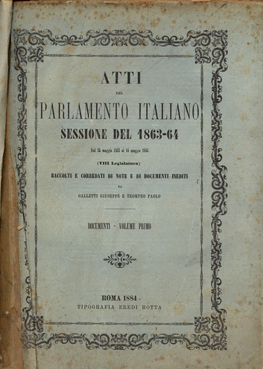 ATTI
DEL
PARLAMENTO ITALIANO
SESSIONE DEL 1863-64
(VIII Legislatura)
RACCOLTI E CORREDATI DI NOTE E DI DOCUMENTI INEDITI
DA
GALLETTI GIUSEPPE E TROMPEO PAOLO
DOCUMENTI - VOLUME PRIMO
ROMA 1884
TIPOGRAFIA EREDI BOTTA